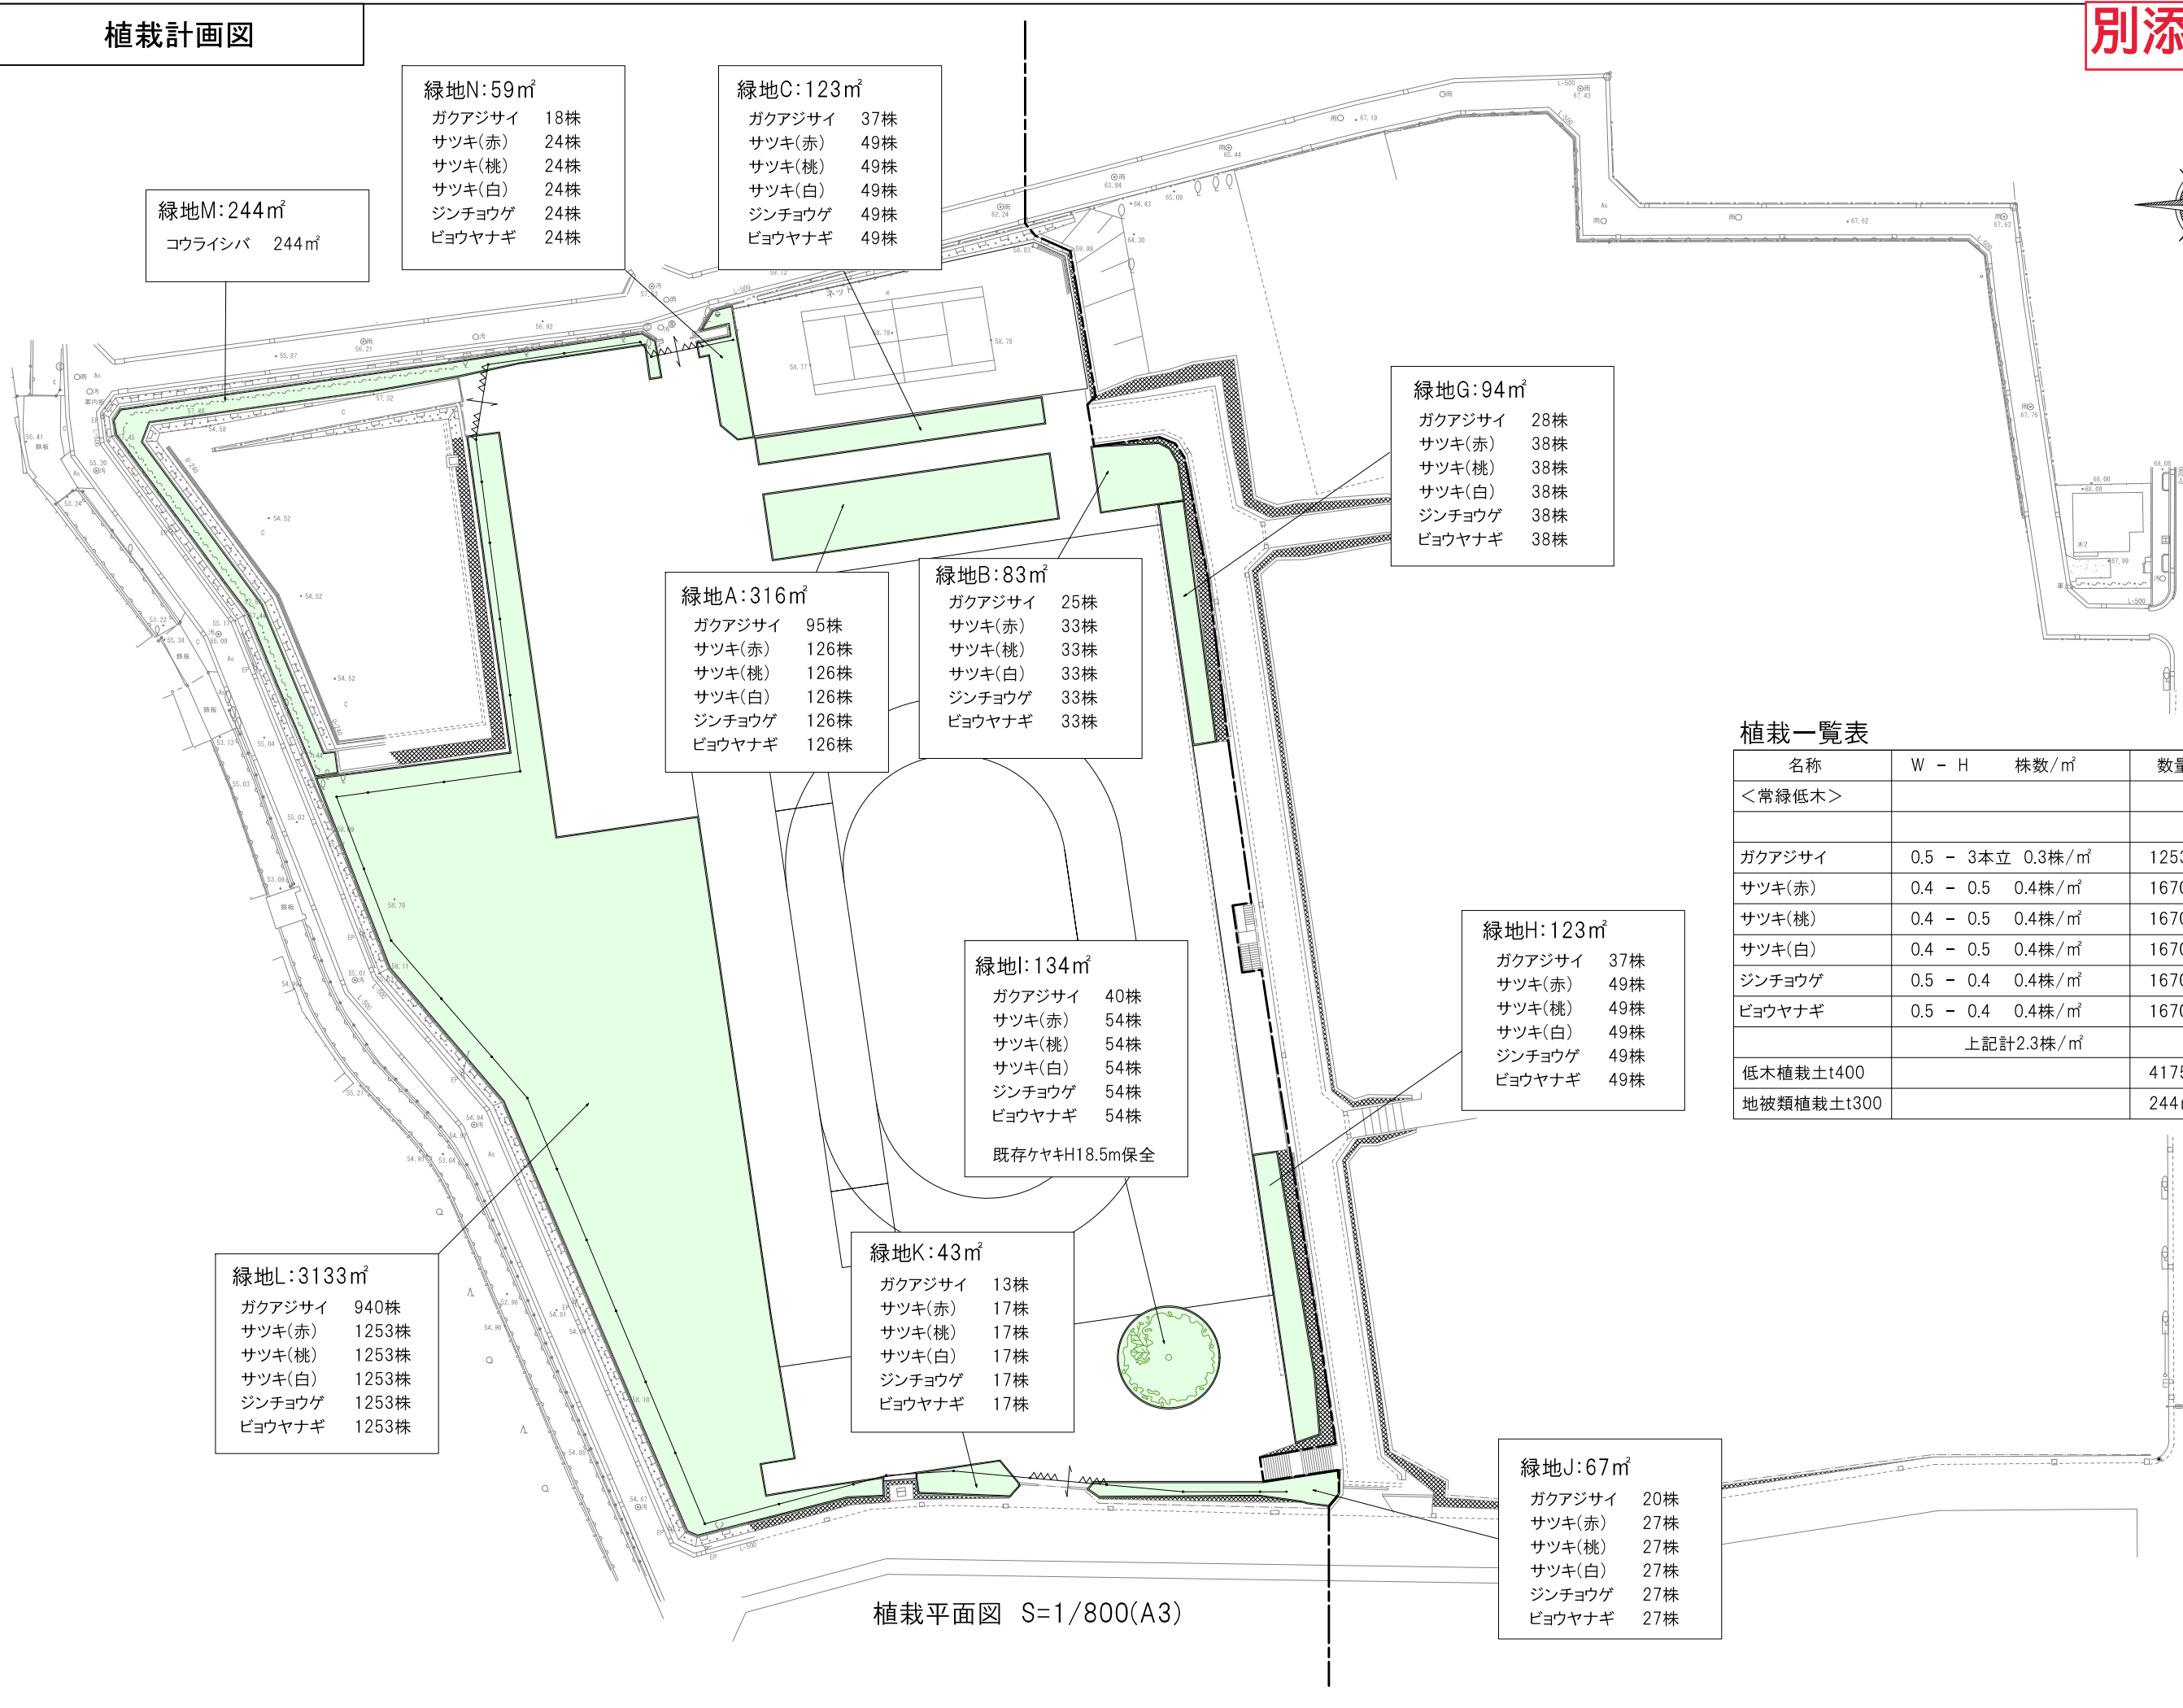 植栽計画図
別添
緑地N:59㎡
ガクアジサイ 18株
サツキ(赤) 24株
サツキ(桃) 24株
サツキ(白) 24株
ジンチョウゲ 24株
ビョウヤナギ 24株
緑地C:123㎡
ガクアジサイ 37株
サツキ(赤) 49株
サツキ(桃) 49株
サツキ(白) 49株
ジンチョウゲ 49株
ビョウヤナギ 49株
緑地M:244㎡
コウライシバ 244㎡
緑地G:94㎡
ガクアジサイ 28株
サツキ(赤) 38株
サツキ(桃) 38株
サツキ(白) 38株
ジンチョウゲ 38株
ビョウヤナギ 38株
緑地A:316㎡
ガクアジサイ 95株
サツキ(赤) 126株
サツキ(桃) 126株
サツキ(白) 126株
ジンチョウゲ 126株
ビョウヤナギ 126株
緑地B:83㎡
ガクアジサイ 25株
サツキ(赤) 33株
サツキ(桃) 33株
サツキ(白) 33株
ジンチョウゲ 33株
ビョウヤナギ 33株
植栽一覧表
名称 W - H 株数/㎡ 数量
<常緑低木>
ガクアジサイ 0.5 - 3本立 0.3株/㎡ 1253
サツキ(赤) 0.4 - 0.5 0.4株/㎡ 1670
サツキ(桃) 0.4 - 0.5 0.4株/㎡ 1670
サツキ(白) 0.4 - 0.5 0.4株/㎡ 1670
ジンチョウゲ 0.5 - 0.4 0.4株/㎡ 1670
ビョウヤナギ 0.5 - 0.4 0.4株/㎡ 1670
上記計2.3株/㎡
低木植栽土t400 4175
地被類植栽土t300 244
緑地H:123㎡
ガクアジサイ 37株
サツキ(赤) 49株
サツキ(桃) 49株
サツキ(白) 49株
ジンチョウゲ 49株
ビョウヤナギ 49株
緑地I:134㎡
ガクアジサイ 40株
サツキ(赤) 54株
サツキ(桃) 54株
サツキ(白) 54株
ジンチョウゲ 54株
ビョウヤナギ 54株
既存ケヤキH18.5m保全
緑地K:43㎡
ガクアジサイ 13株
サツキ(赤) 17株
サツキ(桃) 17株
サツキ(白) 17株
ジンチョウゲ 17株
ビョウヤナギ 17株
緑地L:3133㎡
ガクアジサイ 940株
サツキ(赤) 1253株
サツキ(桃) 1253株
サツキ(白) 1253株
ジンチョウゲ 1253株
ビョウヤナギ 1253株
緑地J:67㎡
ガクアジサイ 20株
サツキ(赤) 27株
サツキ(桃) 27株
サツキ(白) 27株
ジンチョウゲ 27株
ビョウヤナギ 27株
植栽平面図 S=1/800(A3)